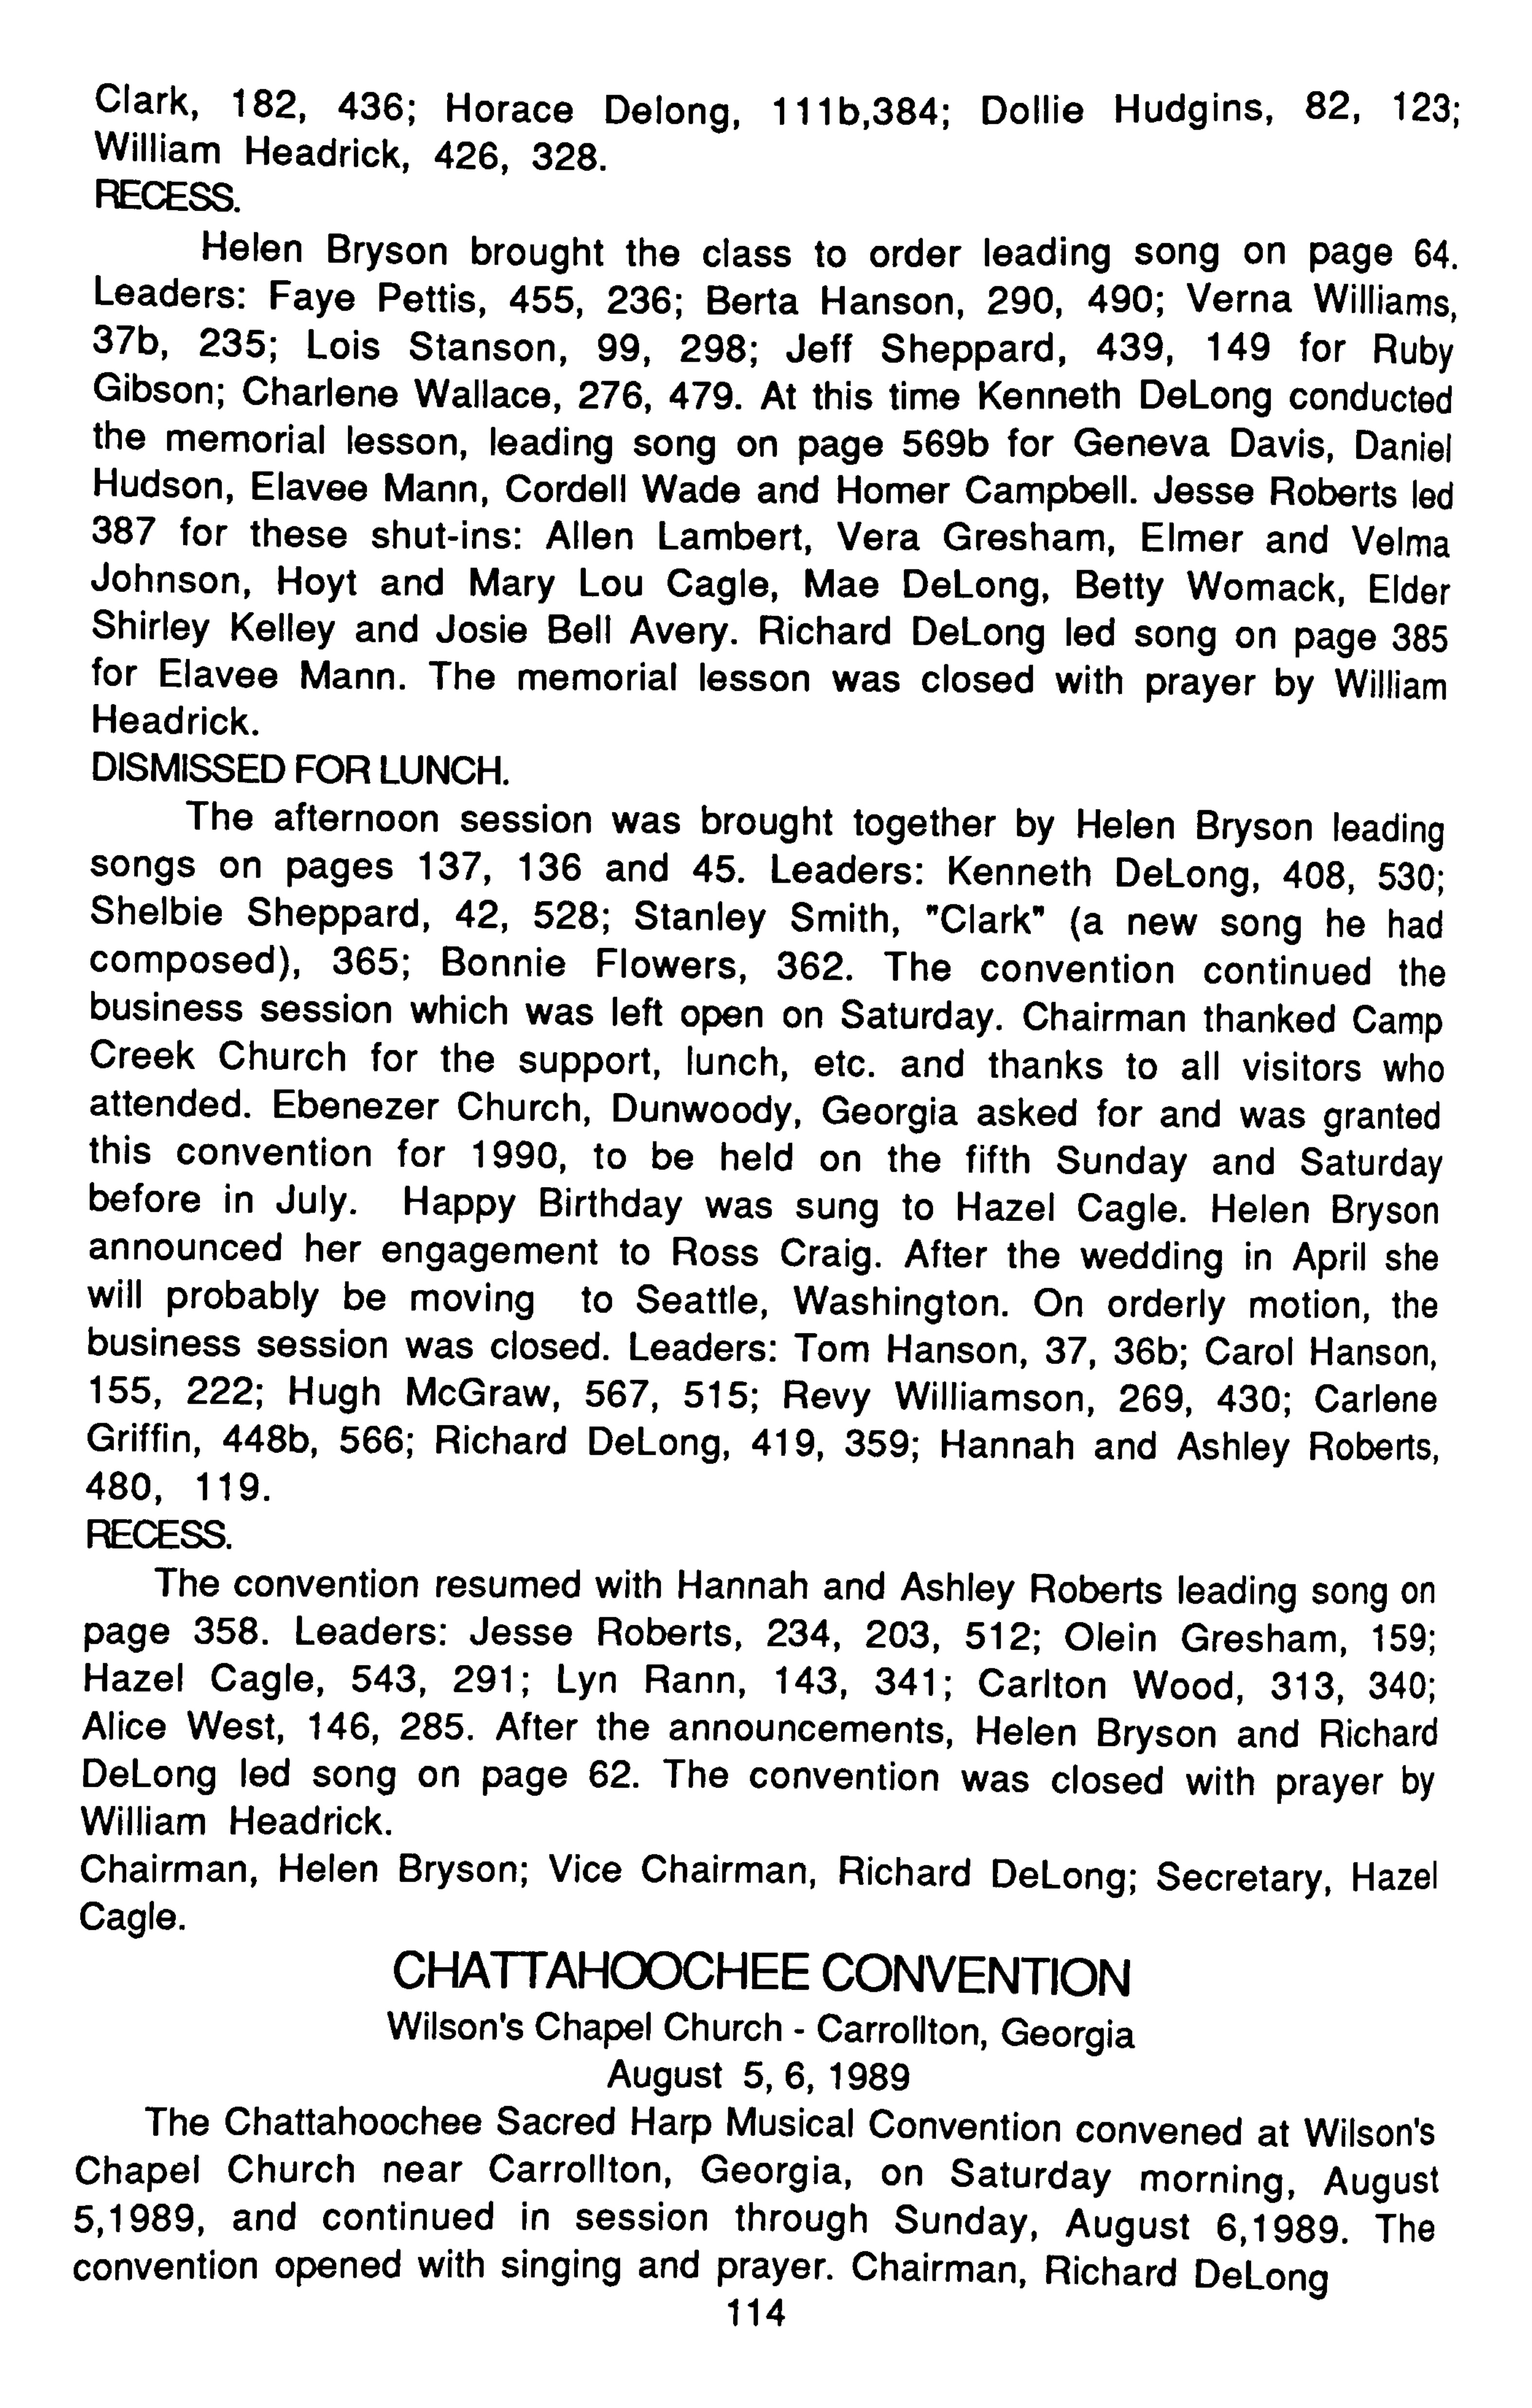 Clark, 182, 436; Horace Delong, 111b,384; Dollie Hudgins, 82, 123;
William Headrick, 426, 328.
RECESS.
Helen Bryson brought the class to order leading song on page 64.
Leaders: Faye Pettis, 455, 236; Berta Hanson, 290, 490; Verna Williams,
37b, 235; Lois Stanson, 99, 298; Jeff Sheppard, 439, 149 for Ruby
Gibson; Charlene Wallace, 276, 479. At this time Kenneth DeLong conducted
the memorial lesson, leading song on page 569b for Geneva Davis, Daniel
Hudson, Elavee Mann, Cordell Wade and Homer Campbell. Jesse Roberts led
387 for these shut-ins: Allen Lambert, Vera Gresham, Elmer and Velma
Johnson, Hoyt and Mary Lou Cagle, Mae DeLong, Betty Womack, Elder
Shirley Kelley and Josie Bell Avery. Richard DeLong led song on page 385
for Elavee Mann. The memorial lesson was closed with prayer by William
Headrick.
DISMISSED FOR LUNCH.
The afternoon session was brought together by Helen Bryson leading
songs on pages 137, 136 and 45. Leaders: Kenneth DeLong, 408, 530;
Shelbie Sheppard, 42, 528; Stanley Smith, "Clark" (a new song he had
composed), 365; Bonnie Flowers, 362. The convention continued the
business session which was left open on Saturday. Chairman thanked Camp
Creek Church for the support, lunch, etc. and thanks to all visitors who
attended. Ebenezer Church, Dunwoody, Georgia asked for and was granted
this convention for 1990, to be held on the fifth Sunday and Saturday
before in July. Happy Birthday was sung to Hazel Cagle. Helen Bryson
announced her engagement to Ross Craig. After the wedding in April she
will probably be moving to Seattle, Washington. On orderly motion, the
business session was closed. Leaders: Tom Hanson, 37, 36b; Carol Hanson,
155, 222; Hugh McGraw, 567, 515; Revy Williamson, 269, 430; Carlene
Griffin, 448b, 566; Richard DeLong, 419, 359; Hannah and Ashley Roberts,
480, 119.
RECESS.
The convention resumed with Hannah and Ashley Roberts leading song on
page 358. Leaders: Jesse Roberts, 234, 203, 512; Olein Gresham, 159;
Hazel Cagle, 543, 291; Lyn Rann, 143, 341; Carlton Wood, 313, 340;
Alice West, 146, 285. After the announcements, Helen Bryson and Richard
DeLong led song on page 62. The convention was closed with prayer by
William Headrick.
Chairman, Helen Bryson; Vice Chairman, Richard DeLong; Secretary, Hazel
Cagle.
CHATTAHOOCHEE CONVENTION
Wilson's Chapel Church - Carrollton, Georgia
August 5, 6, 1989
The Chattahoochee Sacred Harp Musical Convention convened at Wilson's
Chapel Church near Carrollton, Georgia, on Saturday morning, August
5,1989, and continued in session through Sunday, August 6,1989. The
convention opened with singing and prayer. Chairman, Richard DeLong
114